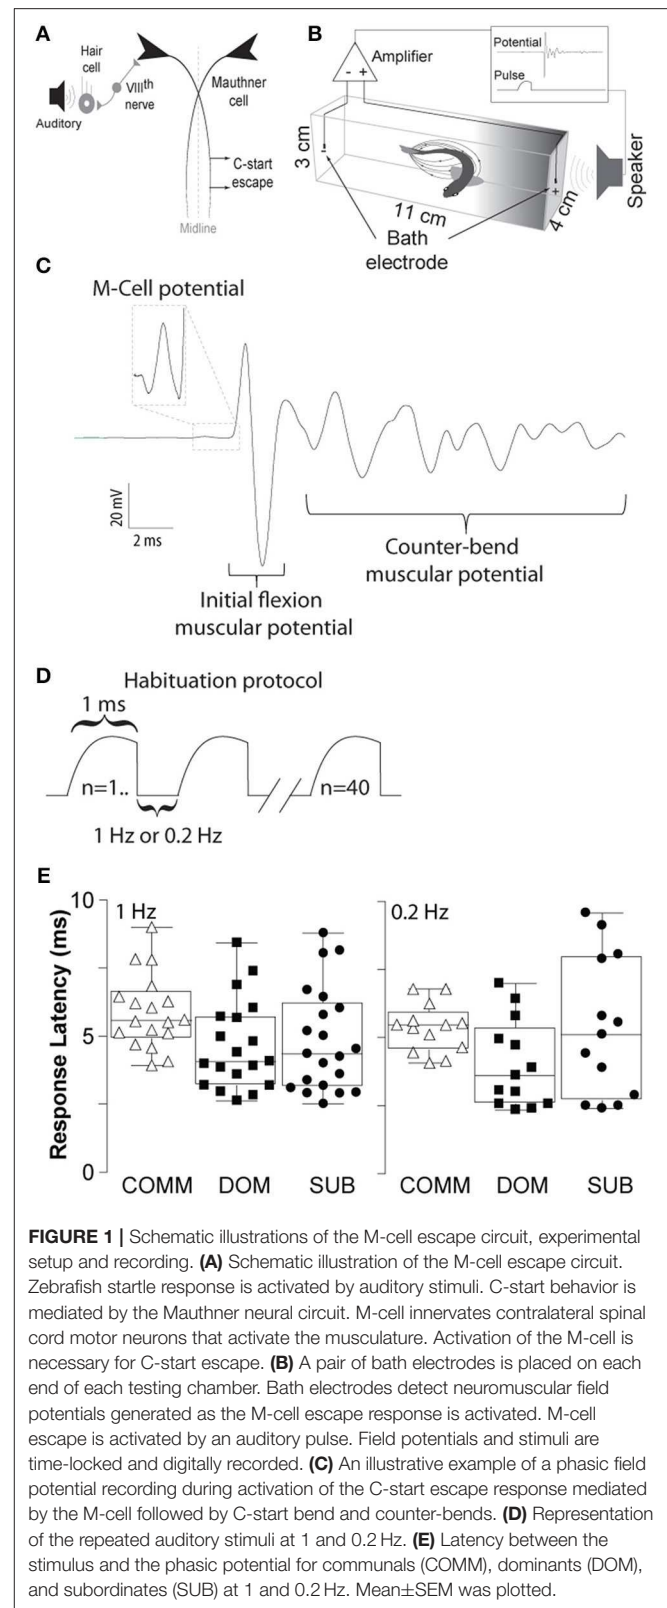 A
Hair
cell
VIIIth
nerve
Auditory
Mauthner
cell
C-start
escape
Midline
B
Amplifier
- +
Potential
Pulse
Speaker
3 cm
11 cm
4 cm
-
+
Bath
electrode
C
M-Cell potential
20 mV
2 ms
Counter-bend
muscular potential
Initial flexion
muscular potential
D
Habituation protocol
1 ms
n=1..
n=40
1 Hz or 0.2 Hz
E
Response Latency (ms)
10
5
0
1 Hz
0.2 Hz
COMM DOM SUB COMM DOM SUB
FIGURE 1 | Schematic illustrations of the M-cell escape circuit, experimental
setup and recording. (A) Schematic illustration of the M-cell escape circuit.
Zebrafish startle response is activated by auditory stimuli. C-start behavior is
mediated by the Mauthner neural circuit. M-cell innervates contralateral spinal
cord motor neurons that activate the musculature. Activation of the M-cell is
necessary for C-start escape. (B) A pair of bath electrodes is placed on each
end of each testing chamber. Bath electrodes detect neuromuscular field
potentials generated as the M-cell escape response is activated. M-cell
escape is activated by an auditory pulse. Field potentials and stimuli are
time-locked and digitally recorded. (C) An illustrative example of a phasic field
potential recording during activation of the C-start escape response mediated
by the M-cell followed by C-start bend and counter-bends. (D) Representation
of the repeated auditory stimuli at 1 and 0.2 Hz. (E) Latency between the
stimulus and the phasic potential for communals (COMM), dominants (DOM),
and subordinates (SUB) at 1 and 0.2 Hz. Mean±SEM was plotted.